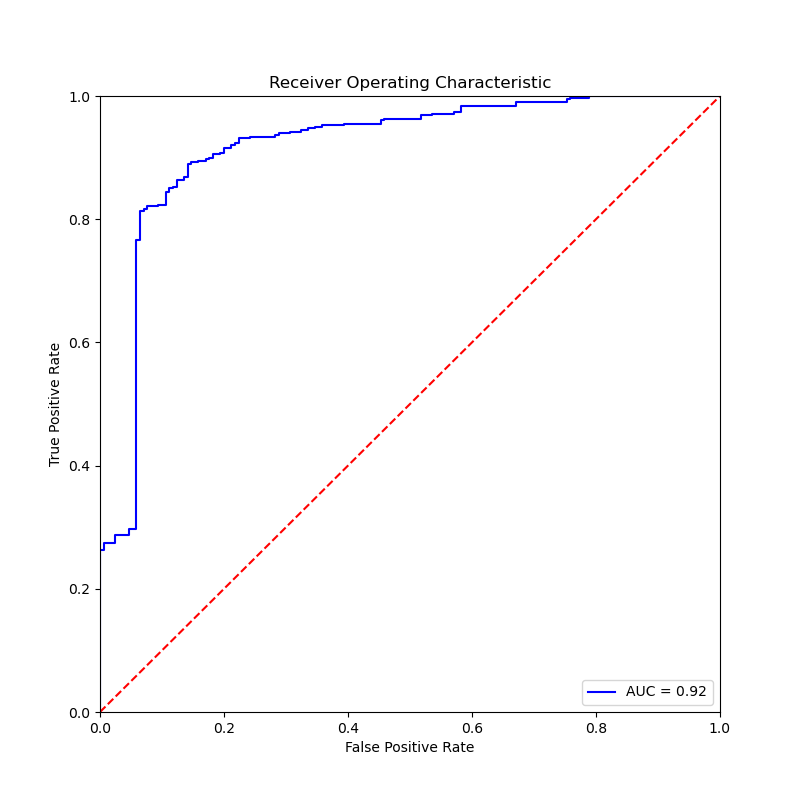 Receiver Operating Characteristic
1.0
0.8
0.6
0.4
0.2
0.0
True Positive Rate
AUC = 0.92
0.0 0.2 0.4 0.6 0.8 1.0
False Positive Rate